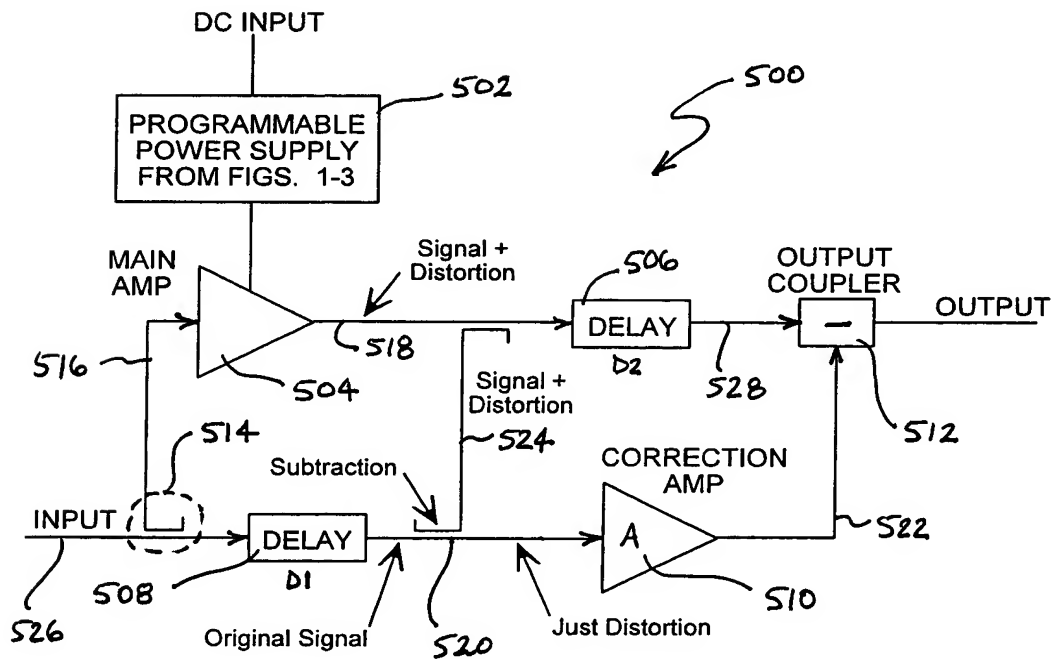 DC INPUT
502
500
PROGRAMMABLE
POWER SUPPLY
FROM FIGS. 1-3
MAIN
AMP
Signal +
Distortion
506
OUTPUT
COUPLER
DELAY
D2
—
OUTPUT
516
504
518
528
512
Signal +
Distortion
524
514
Subtraction
CORRECTION
AMP
INPUT
DELAY
D1
A
522
526
508
Original Signal
520
Just Distortion
510